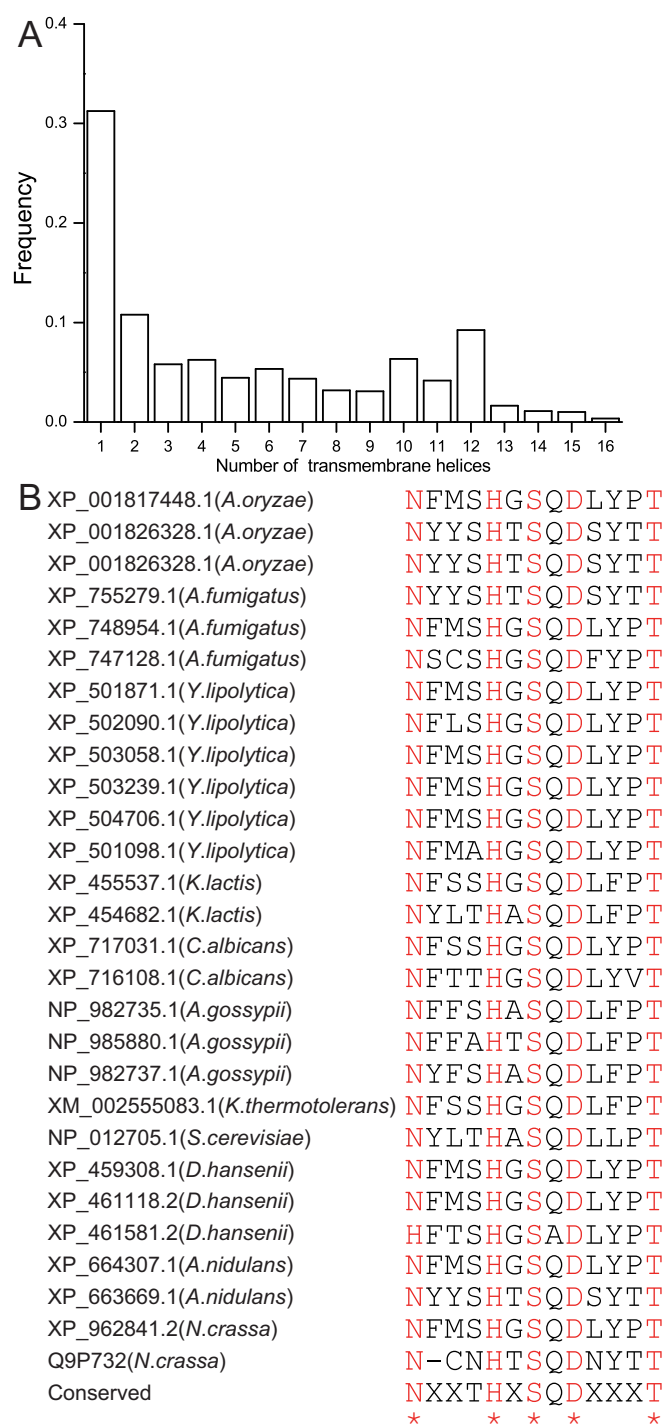 A
0.4
0.3
0.2
0.1
0.0
Frequency
1 2 3 4 5 6 7 8 9 10 11 12 13 14 15 16
Number of transmembrane helices
B
XP_001817448.1(A.oryzae) NFMSHGSQDLYPT
XP_001826328.1(A.oryzae) NYYSHTSQDSYTT
XP_001826328.1(A.oryzae) NYYSHTSQDSYTT
XP_755279.1(A.fumigatus) NYYSHTSQDSYTT
XP_748954.1(A.fumigatus) NFMSHGSQDLYPT
XP_747128.1(A.fumigatus) NSCSHGSQDFYPT
XP_501871.1(Y.lipolytica) NFMSHGSQDLYPT
XP_502090.1(Y.lipolytica) NFLSHGSQDLYPT
XP_503058.1(Y.lipolytica) NFMSHGSQDLYPT
XP_503239.1(Y.lipolytica) NFMSHGSQDLYPT
XP_504706.1(Y.lipolytica) NFMSHGSQDLYPT
XP_501098.1(Y.lipolytica) NFMAHGSQDLYPT
XP_455537.1(K.lactis) NFSSHGSQDLFPT
XP_454682.1(K.lactis) NYLTHASQDLFPT
XP_717031.1(C.albicans) NFSSHGSQDLYPT
XP_716108.1(C.albicans) NFTTHGSQDLYVT
NP_982735.1(A.gossypii) NFFSHASQDLFPT
NP_985880.1(A.gossypii) NFFAHTSQDLFPT
NP_982737.1(A.gossypii) NYFSHASQDLFPT
XM_002555083.1(K.thermotolerans) NFSSHGSQDLFPT
NP_012705.1(S.cerevisiae) NYLTHASQDLLPT
XP_459308.1(D.hansenii) NFMSHGSQDLYPT
XP_461118.2(D.hansenii) NFMSHGSQDLYPT
XP_461581.2(D.hansenii) HFTSHGSADLYPT
XP_664307.1(A.nidulans) NFMSHGSQDLYPT
XP_663669.1(A.nidulans) NYYSHTSQDSYTT
XP_962841.2(N.crassa) NFMSHGSQDLYPT
Q9P732(N.crassa) N-CNHTSQDNYTT
Conserved NXXTHXSQDXXXT
* * * * *